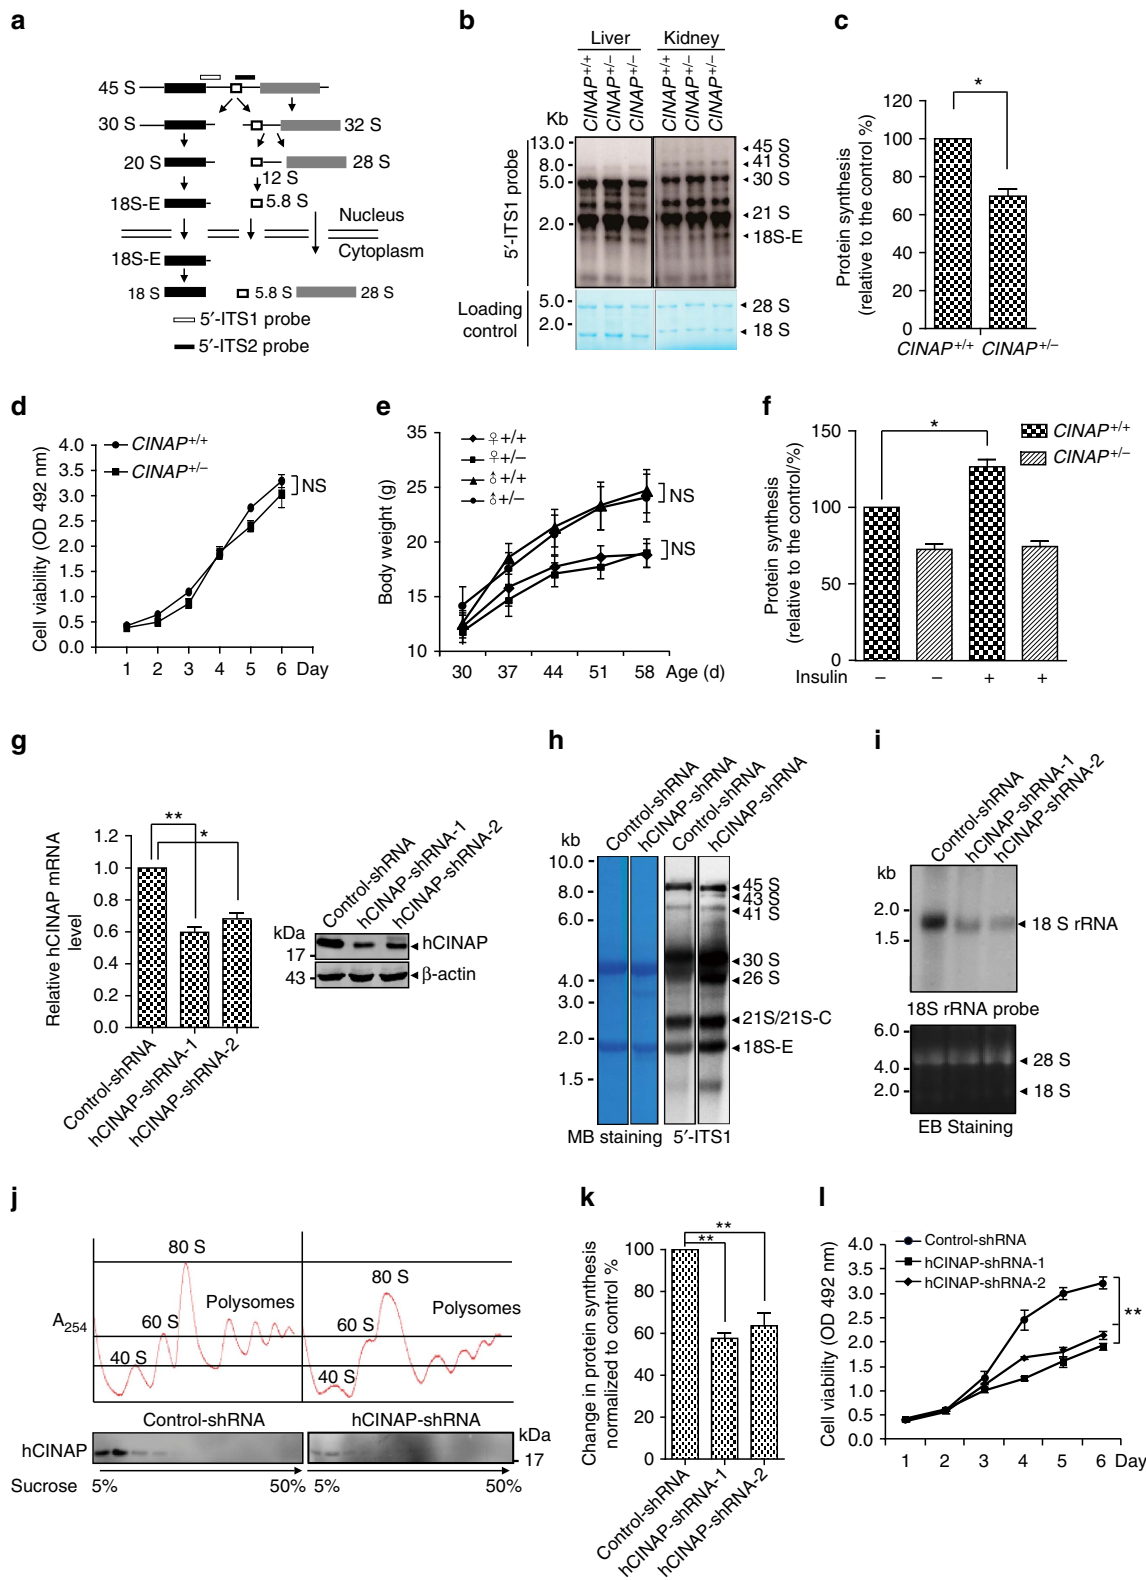 a
45 S
30 S
32 S
20 S
28 S
12 S
18S-E
5.8 S
Nucleus
Cytoplasm
18S-E
18 S
5.8 S
28 S
5′-ITS1 probe
5′-ITS2 probe
b
Liver
Kidney
CINAP+/+
CINAP+/–
CINAP+/–
CINAP+/+
CINAP+/–
CINAP+/–
Kb
13.0
8.0
5.0
2.0
5′-ITS1 probe
45 S
41 S
30 S
21 S
18S-E
Loading control
5.0
2.0
28 S
18 S
c
*
Protein synthesis
(relative to the control %)
120
100
80
60
40
20
0
CINAP+/+
CINAP+/–
d
CINAP+/+
CINAP+/–
Cell viability (OD 492 nm)
4.0
3.5
3.0
2.5
2.0
1.5
1.0
0.5
0.0
NS
1 2 3 4 5 6 Day
e
♀+/+
♀+/–
♂+/+
♂+/–
Body weight (g)
35
25
20
15
10
NS
NS
30 37 44 51 58 Age (d)
f
*
CINAP+/+
CINAP+/–
Protein synthesis
(relative to the control/%)
150
100
50
0
Insulin – – + +
g
**
*
Relative hCINAP mRNA
level
1.2
1.0
0.8
0.6
0.4
0.2
0.0
Control-shRNA
hCINAP-shRNA-1
hCINAP-shRNA-2
Control-shRNA
hCINAP-shRNA-1
hCINAP-shRNA-2
kDa
17
43
hCINAP
β-actin
h
Control-shRNA
hCINAP-shRNA
Control-shRNA
hCINAP-shRNA
kb
10.0
8.0
6.0
4.0
3.0
2.0
1.5
45 S
43 S
41 S
30 S
26 S
21S/21S-C
18S-E
MB staining
5′-ITS1
i
Control-shRNA
hCINAP-shRNA-1
hCINAP-shRNA-2
kb
2.0
1.5
18 S rRNA
18S rRNA probe
6.0
4.0
2.0
28 S
18 S
EB Staining
j
A254
80 S
60 S
40 S
Polysomes
80 S
60 S
40 S
Polysomes
Control-shRNA
hCINAP-shRNA
kDa
hCINAP
17
Sucrose
5% 50% 5% 50%
k
**
**
Change in protein synthesis
normalized to control %
100
80
60
40
20
0
Control-shRNA
hCINAP-shRNA-1
hCINAP-shRNA-2
l
Control-shRNA
hCINAP-shRNA-1
hCINAP-shRNA-2
Cell viability (OD 492 nm)
4.0
3.5
3.0
2.5
2.0
1.5
1.0
0.5
0.0
**
1 2 3 4 5 6 Day